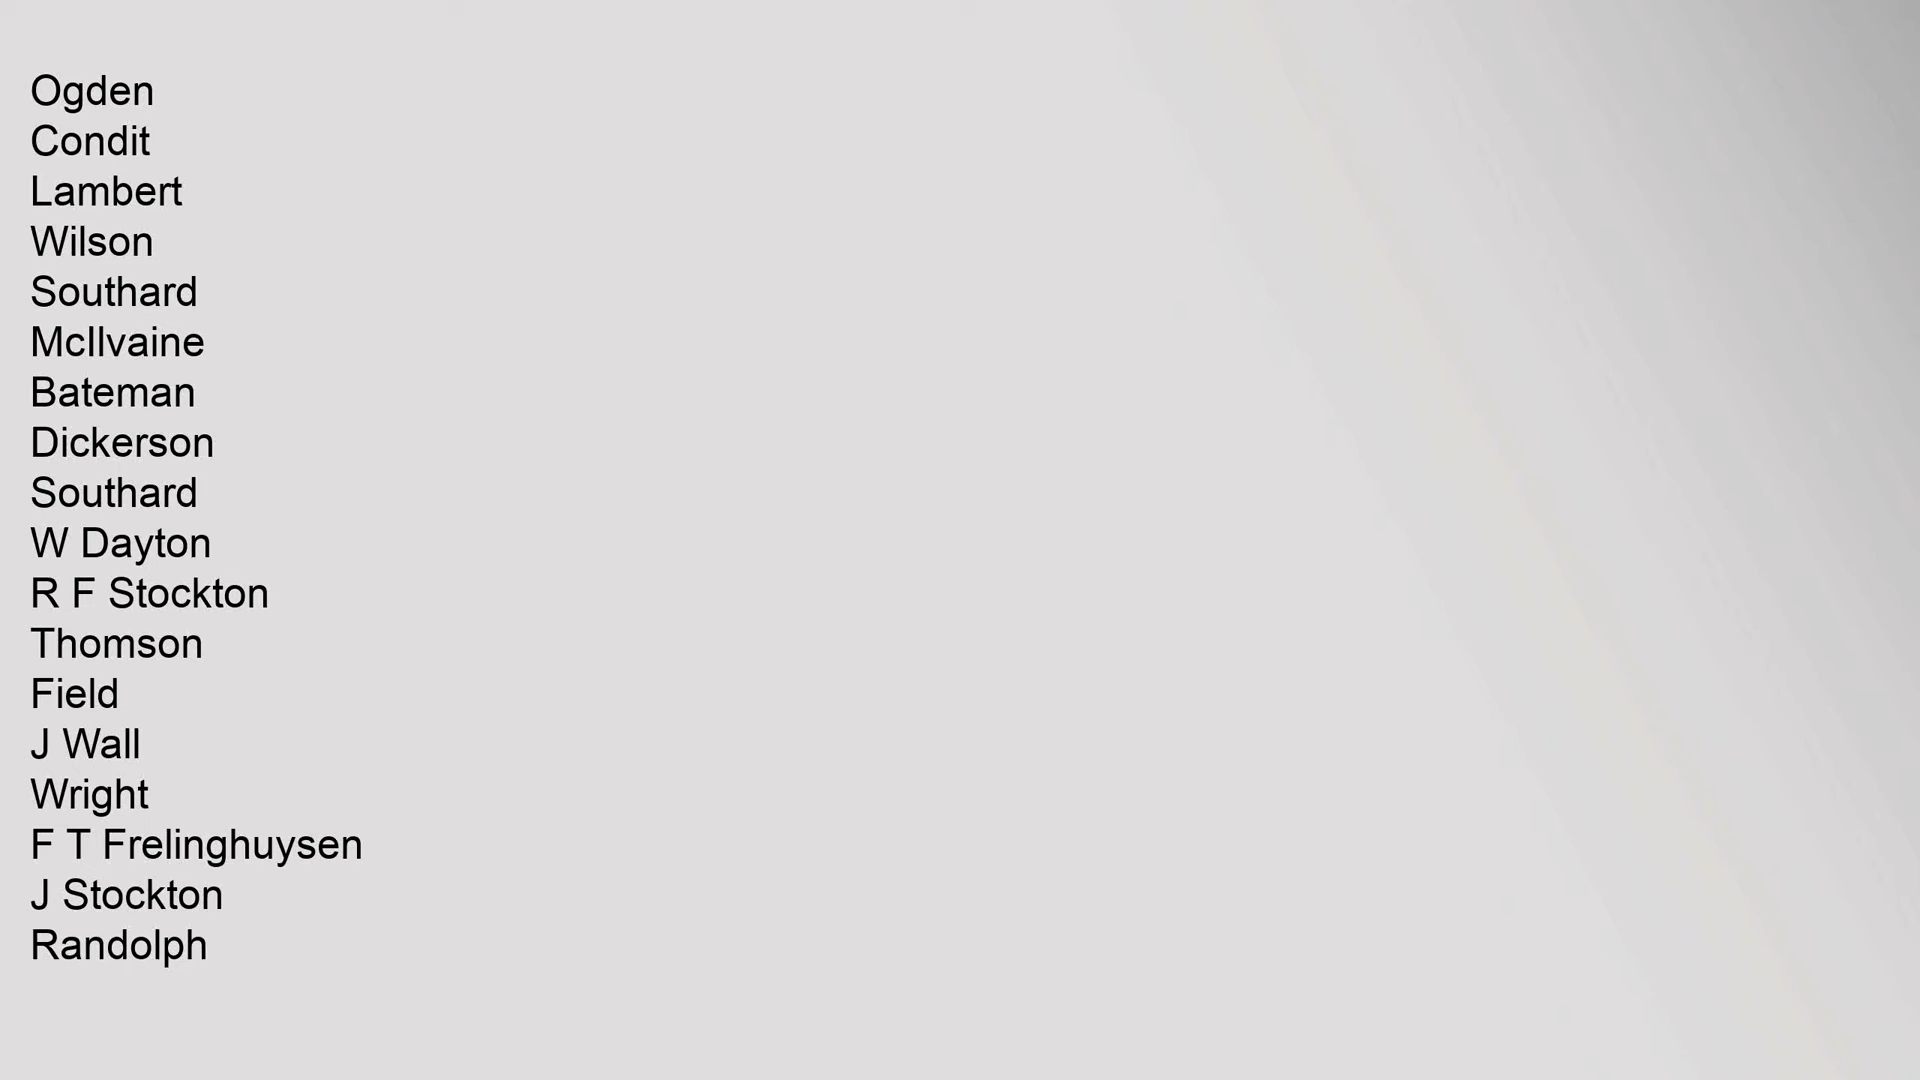 Ogden
Condit
Lambert
Wilson
Southard
McIlvaine
Bateman
Dickerson
Southard
W Dayton
R F Stockton
Thomson
Field
J Wall
Wright
F T Frelinghuysen
J Stockton
Randolph